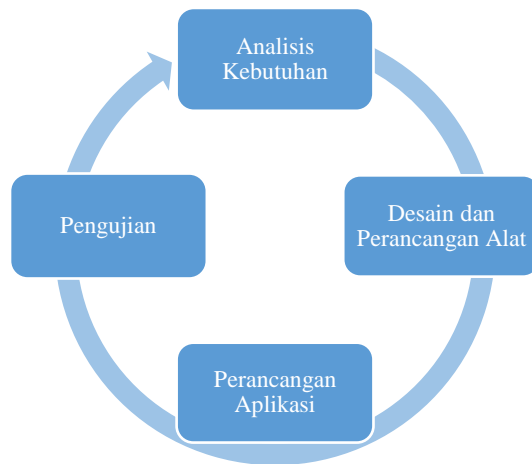 Analisis
Kebutuhan
Desain dan
Perancangan Alat
Perancangan
Aplikasi
Pengujian